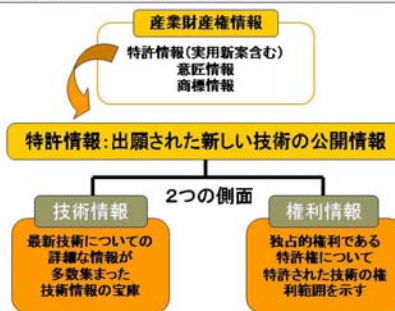 産業財産権情報
特許情報(実用新案含む)
意匠情報
商標情報
特許情報:出願された新しい技術の公開情報
2つの側面
技術情報
最新技術についての
詳細な情報が
多数集まった
技術情報の宝庫
権利情報
独占的権利である
特許権について
特許された技術の権
利範囲を示す